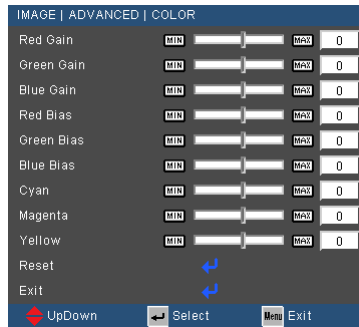 IMAGE | ADVANCED | COLOR
Red Gain MIN MAX 0
Green Gain MIN MAX 0
Blue Gain MIN MAX 0
Red Bias MIN MAX 0
Green Bias MIN MAX 0
Blue Bias MIN MAX 0
Cyan MIN MAX 0
Magenta MIN MAX 0
Yellow MIN MAX 0
Reset
Exit
UpDown Select Menu Exit